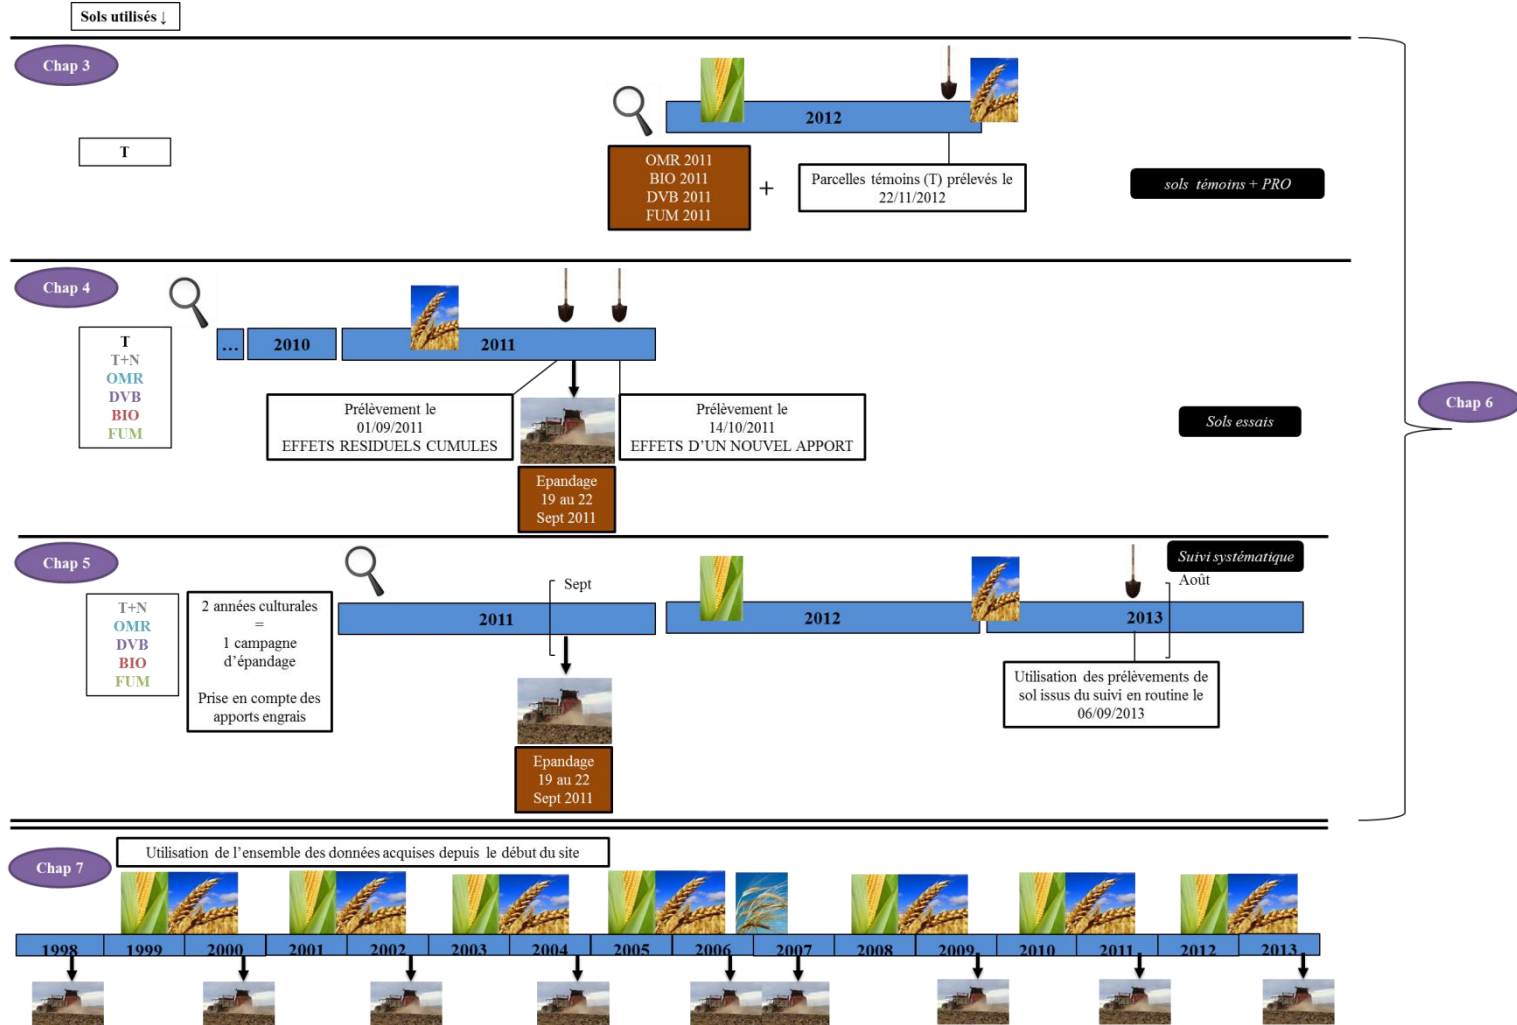 Sols utilisés ↓
Chap 3
2012
T
OMR 2011
BIO 2011
DVB 2011
FUM 2011
+
Parcelles témoins (T) prélevés le
22/11/2012
sols témoins + PRO
Chap 4
T
T+N
OMR
DVB
BIO
FUM
...
2010
2011
Prélèvement le
01/09/2011
EFFETS RESIDUELS CUMULES
Prélèvement le
14/10/2011
EFFETS D'UN NOUVEL APPORT
Epandage
19 au 22
Sept 2011
Sols essais
Chap 6
Chap 5
Suivi systématique
T+N
OMR
DVB
BIO
FUM
2 années culturales
=
1 campagne
d'épandage
Prise en compte des
apports engrais
Sept
Août
2011
2012
2013
Utilisation des prélèvements de
sol issus du suivi en routine le
06/09/2013
Epandage
19 au 22
Sept 2011
Chap 7
Utilisation de l'ensemble des données acquises depuis le début du site
1998
1999
2000
2001
2002
2003
2004
2005
2006
2007
2008
2009
2010
2011
2012
2013